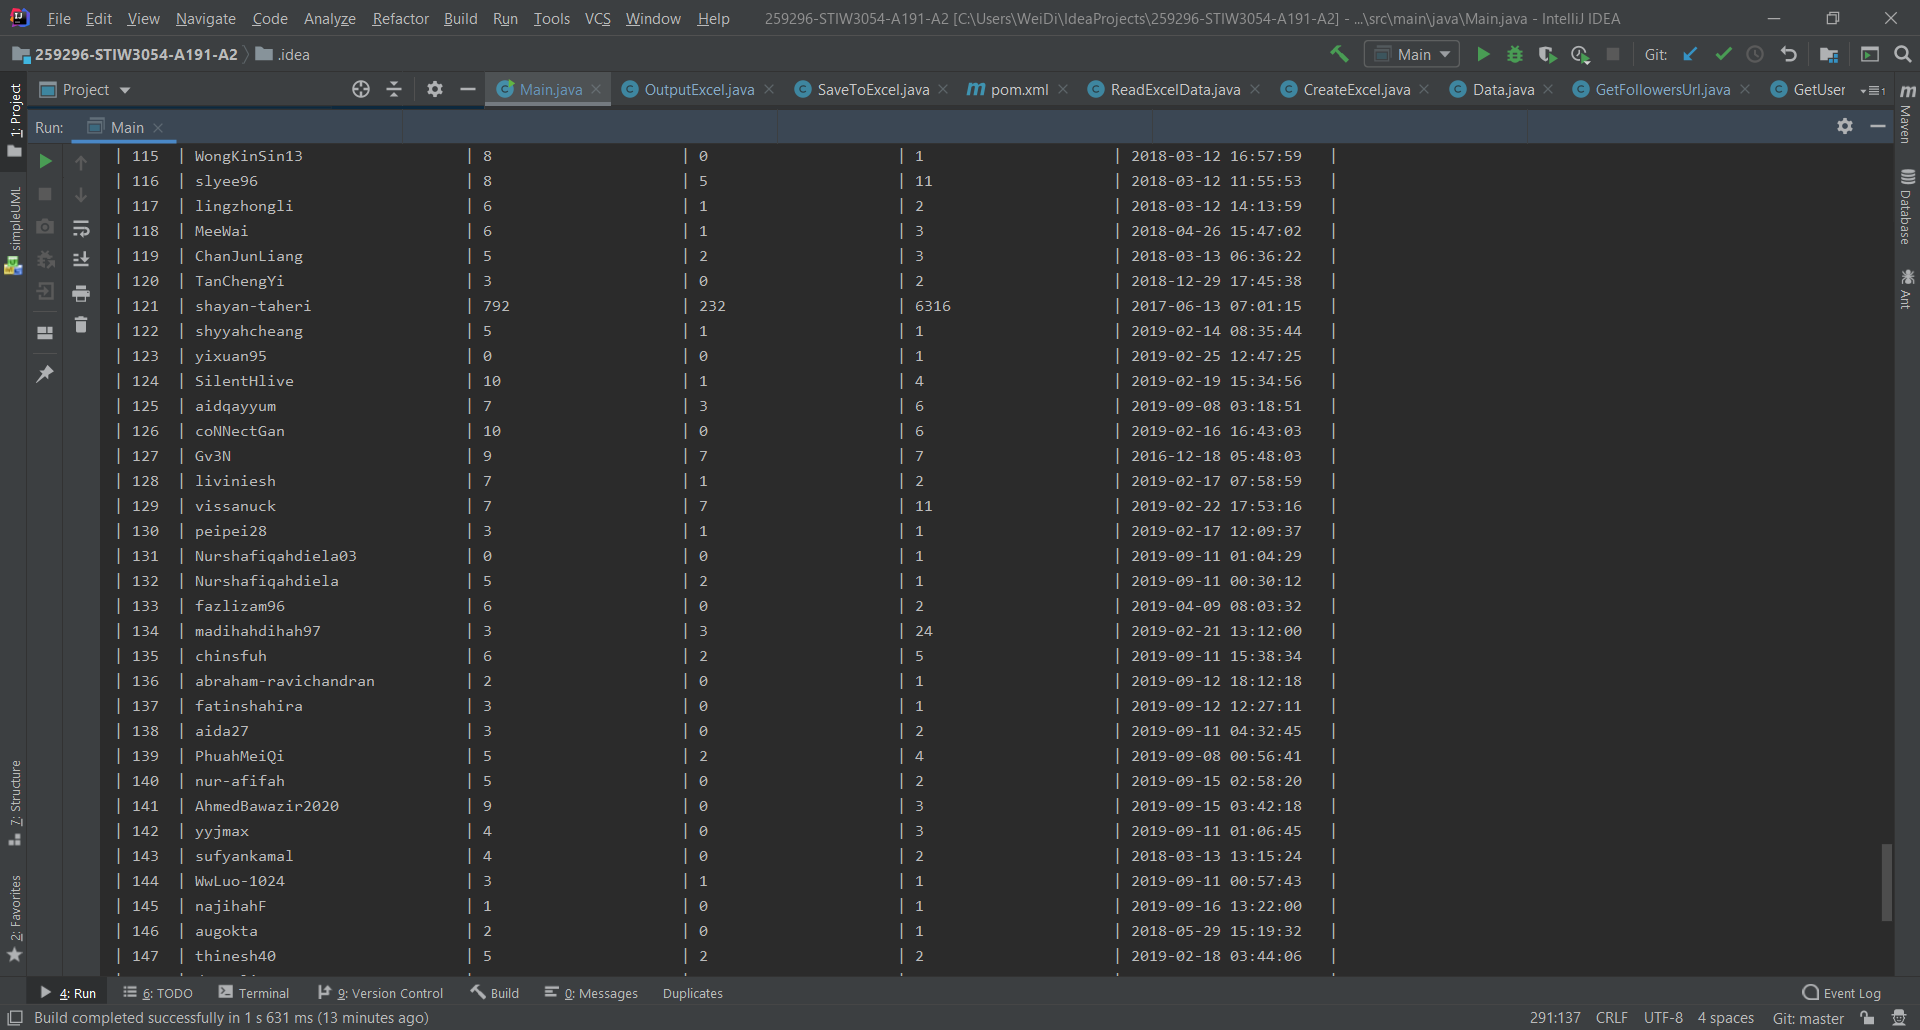 File Edit View Navigate Code Analyze Refactor Build Run Tools VCS Window Help 259296-STIW3054-A191-A2 [C:\Users\WeiDi\IdeaProjects\259296-STIW3054-A191-A2] - ...\src\main\java\Main.java - IntelliJ IDEA
259296-STIW3054-A191-A2 .idea Main Git:
Project Main.java OutputExcel.java SaveToExcel.java pom.xml ReadExcelData.java CreateExcel.java Data.java GetFollowersUrl.java GetUser
Run: Main
| 115 | WongKinSin13 | 8 | 0 | 1 | 2018-03-12 16:57:59 |
| 116 | slyee96 | 8 | 5 | 11 | 2018-03-12 11:55:53 |
| 117 | lingzhongli | 6 | 1 | 2 | 2018-03-12 14:13:59 |
| 118 | MeeWai | 6 | 1 | 3 | 2018-04-26 15:47:02 |
| 119 | ChanJunLiang | 5 | 2 | 3 | 2018-03-13 06:36:22 |
| 120 | TanChengYi | 3 | 0 | 2 | 2018-12-29 17:45:38 |
| 121 | shayan-taheri | 792 | 232 | 6316 | 2017-06-13 07:01:15 |
| 122 | shyyahcheang | 5 | 1 | 1 | 2019-02-14 08:35:44 |
| 123 | yixuan95 | 0 | 0 | 1 | 2019-02-25 12:47:25 |
| 124 | SilentHlive | 10 | 1 | 4 | 2019-02-19 15:34:56 |
| 125 | aidqayyum | 7 | 3 | 6 | 2019-09-08 03:18:51 |
| 126 | coNNectGan | 10 | 0 | 6 | 2019-02-16 16:43:03 |
| 127 | Gv3N | 9 | 7 | 7 | 2016-12-18 05:48:03 |
| 128 | liviniesh | 7 | 1 | 2 | 2019-02-17 07:58:59 |
| 129 | vissanuck | 7 | 7 | 11 | 2019-02-22 17:53:16 |
| 130 | peipei28 | 3 | 1 | 1 | 2019-02-17 12:09:37 |
| 131 | Nurshafiqahdiela03 | 0 | 0 | 1 | 2019-09-11 01:04:29 |
| 132 | Nurshafiqahdiela | 5 | 2 | 1 | 2019-09-11 00:30:12 |
| 133 | fazlizam96 | 6 | 0 | 2 | 2019-04-09 08:03:32 |
| 134 | madihahdihah97 | 3 | 3 | 24 | 2019-02-21 13:12:00 |
| 135 | chinsfuh | 6 | 2 | 5 | 2019-09-11 15:38:34 |
| 136 | abraham-ravichandran | 2 | 0 | 1 | 2019-09-12 18:12:18 |
| 137 | fatinshahira | 3 | 0 | 1 | 2019-09-12 12:27:11 |
| 138 | aida27 | 3 | 0 | 2 | 2019-09-11 04:32:45 |
| 139 | PhuahMeiQi | 5 | 2 | 4 | 2019-09-08 00:56:41 |
| 140 | nur-afifah | 5 | 0 | 2 | 2019-09-15 02:58:20 |
| 141 | AhmedBawazir2020 | 9 | 0 | 3 | 2019-09-15 03:42:18 |
| 142 | yyjmax | 4 | 0 | 3 | 2019-09-11 01:06:45 |
| 143 | sufyankamal | 4 | 0 | 2 | 2018-03-13 13:15:24 |
| 144 | WwLuo-1024 | 3 | 1 | 1 | 2019-09-11 00:57:43 |
| 145 | najihahF | 1 | 0 | 1 | 2019-09-16 13:22:00 |
| 146 | augokta | 2 | 0 | 1 | 2018-05-29 15:19:32 |
| 147 | thinesh40 | 5 | 2 | 2 | 2019-02-18 03:44:06 |
1: Project
simpleUML
7: Structure
2: Favorites
Maven
Database
Ant
4: Run 6: TODO Terminal 9: Version Control Build 0: Messages Duplicates Event Log
Build completed successfully in 1 s 631 ms (13 minutes ago) 291:137 CRLF UTF-8 4 spaces Git: master